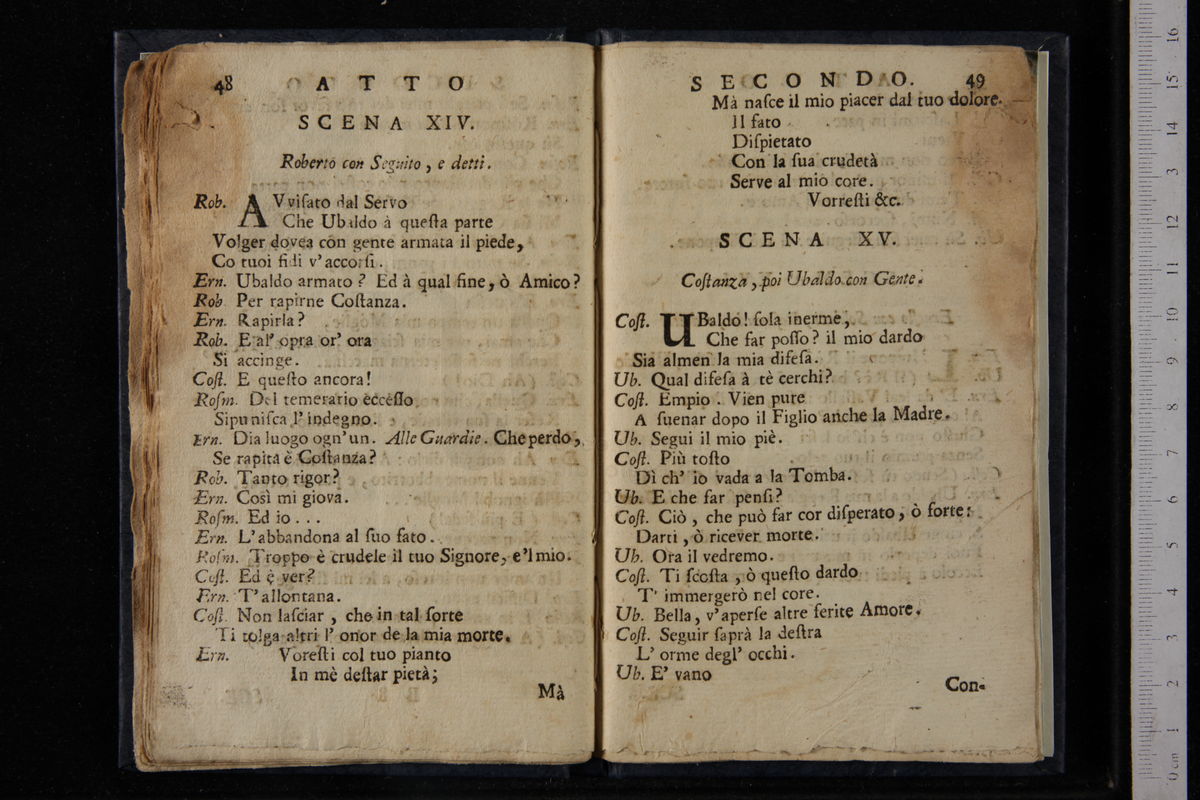 48 ATTO
SCENA XIV.
Roberto con Seguito, e detti.
Rob. AVviſato dal Servo
Che Ubaldo à queſta parte
Volger dovea con gente armata il piede,
Co tuoi fidi v'accorſi.
Ern. Ubaldo armato? Ed à qual fine, ò Amico?
Rob. Per rapirne Coſtanza.
Ern. Rapirla?
Rob. E al' opra or' ora
Si accinge.
Coſt. E queſto ancora!
Roſm. Del temerario ècceſſo
Si puniſca l'indegno.
Ern. Dia luogo ogn'un. Alle Guardie. Che perdo,
Se rapita è Coſtanza?
Rob. Tanto rigor?
Ern. Così mi giova.
Roſm. Ed io...
Ern. L'abbandona al ſuo fato.
Roſm. Troppo è crudele il tuo Signore, e'l mio.
Coſt. Ed è ver?
Ern. T'allontana.
Coſt. Non laſciar, che in tal ſorte
Ti tolga altri l'onor de la mia morte.
Ern. Voreſti col tuo pianto
In mè deſtar pietà;
Mà
SECONDO. 49
Mà naſce il mio piacer dal tuo dolore.
Il fato
Diſpietato
Con la ſua crudetà
Serve al mio core.
Vorreſti &c.
SCENA XV.
Coſtanza, poi Ubaldo con Gente.
Coſt. UBaldo! ſola inerme,
Che far poſſo? il mio dardo
Sia almen la mia difeſa.
Ub. Qual difeſa à tè cerchi?
Coſt. Empio. Vien pure
A ſuenar dopo il Figlio anche la Madre.
Ub. Segui il mio piè.
Coſt. Più toſto
Dì ch' io vada a la Tomba.
Ub. E che far penſi?
Coſt. Ciò, che può far cor diſperato, ò forte:
Darti, ò ricever morte.
Ub. Ora il vedremo.
Coſt. Ti ſcoſta, ò queſto dardo
T' immergerò nel core.
Ub. Bella, v'aperſe altre ferite Amore.
Coſt. Seguir ſaprà la deſtra
L' orme degl' occhi.
Ub. E' vano
Con-